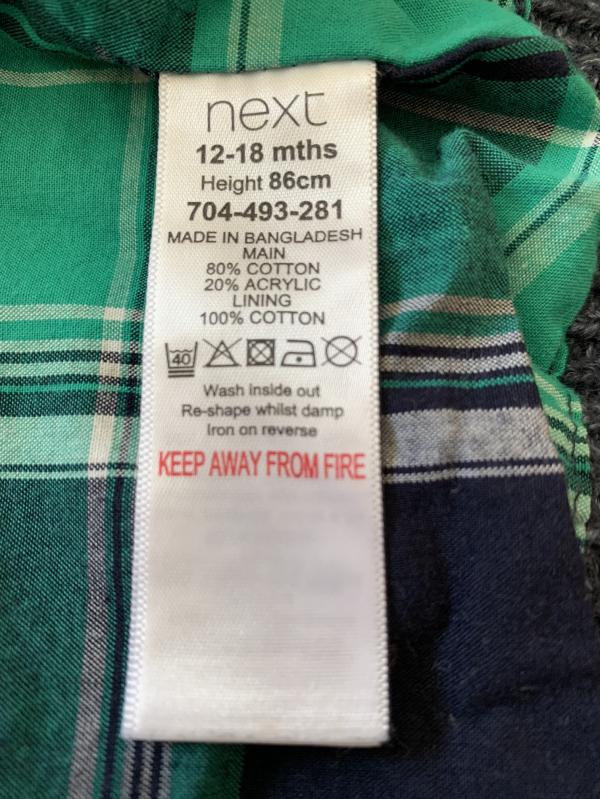 next
12-18 mths
Height 86cm
704-493-281
MADE IN BANGLADESH
MAIN
80% COTTON
20% ACRYLIC
LINING
100% COTTON
40
Wash inside out
Re-shape whilst damp
Iron on reverse
KEEP AWAY FROM FIRE